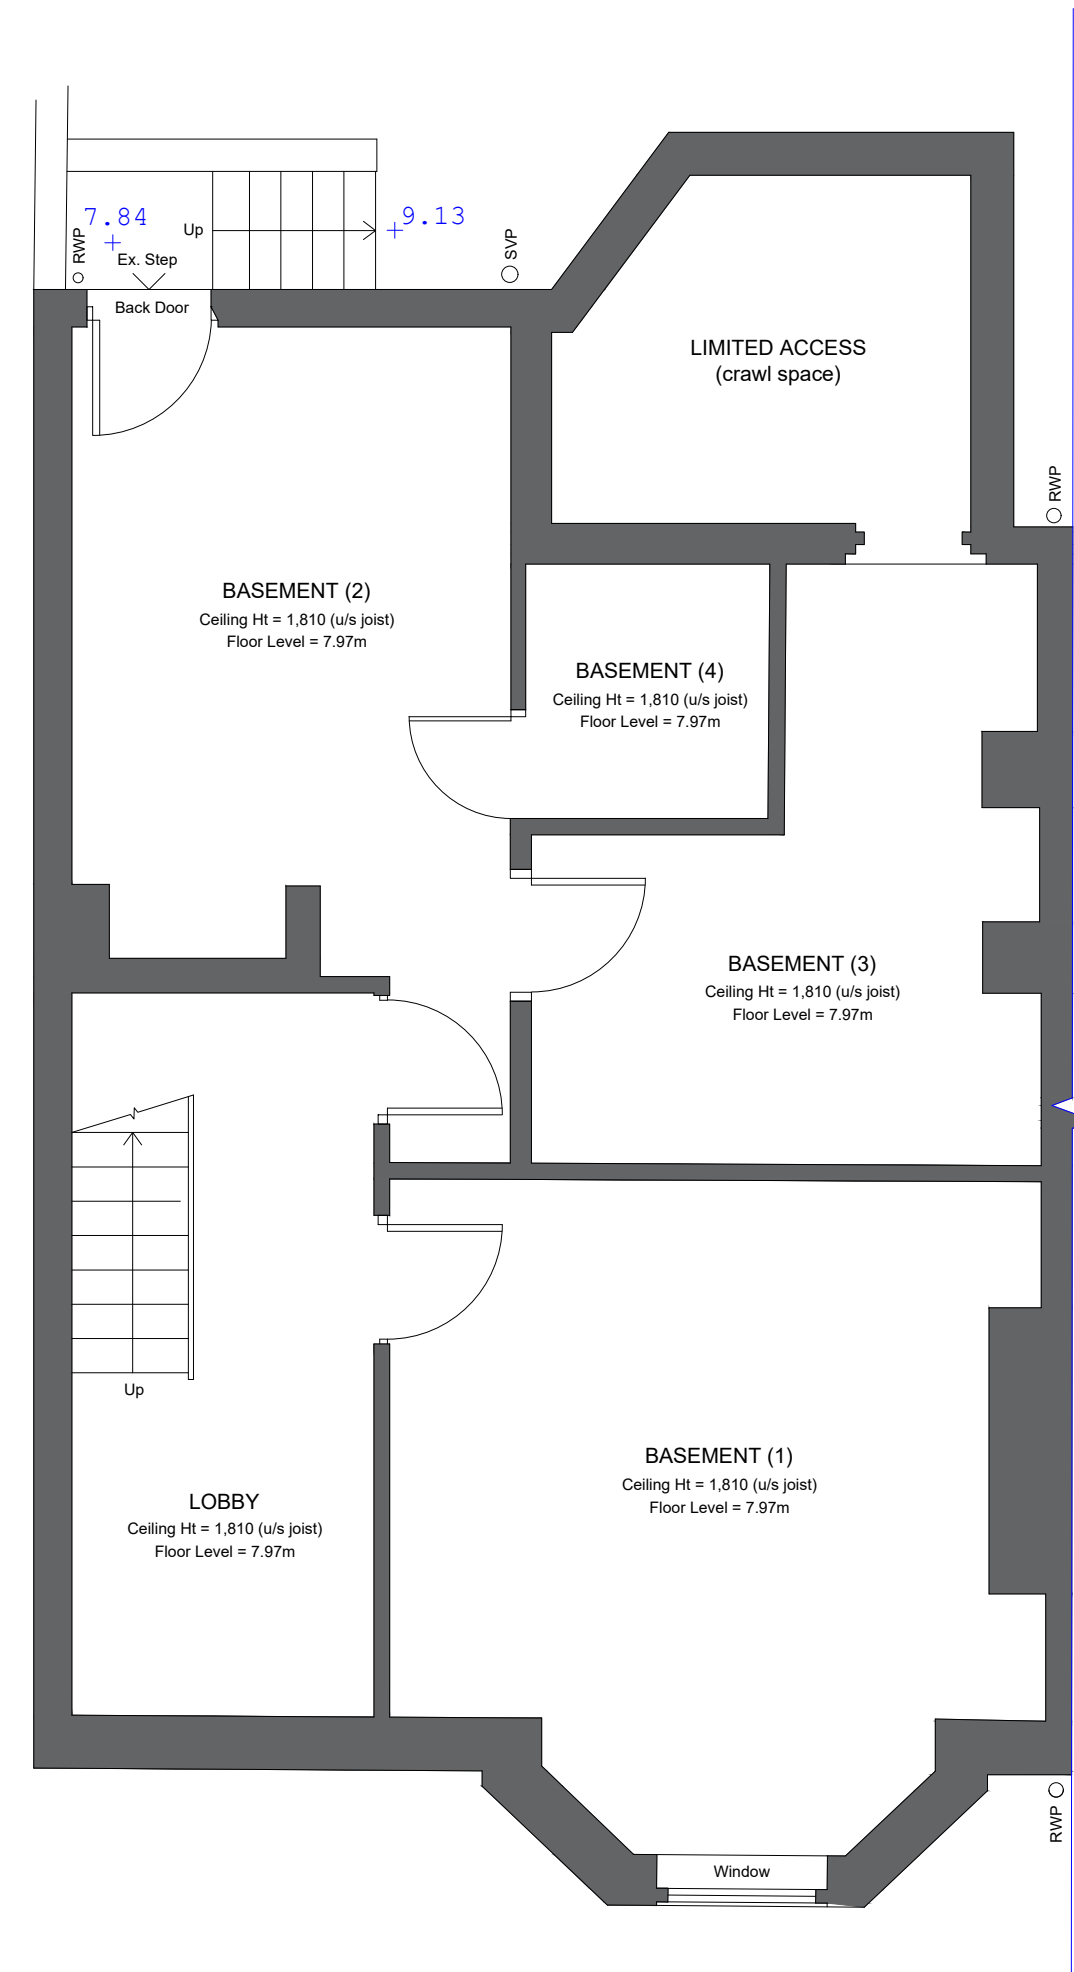 7.84
9.13
RWP
Up
SVP
Ex. Step
Back Door
LIMITED ACCESS
(crawl space)
RWP
BASEMENT (2)
Ceiling Ht = 1,810 (u/s joist)
Floor Level = 7.97m
BASEMENT (4)
Ceiling Ht = 1,810 (u/s joist)
Floor Level = 7.97m
BASEMENT (3)
Ceiling Ht = 1,810 (u/s joist)
Floor Level = 7.97m
Up
BASEMENT (1)
Ceiling Ht = 1,810 (u/s joist)
Floor Level = 7.97m
LOBBY
Ceiling Ht = 1,810 (u/s joist)
Floor Level = 7.97m
RWP
Window